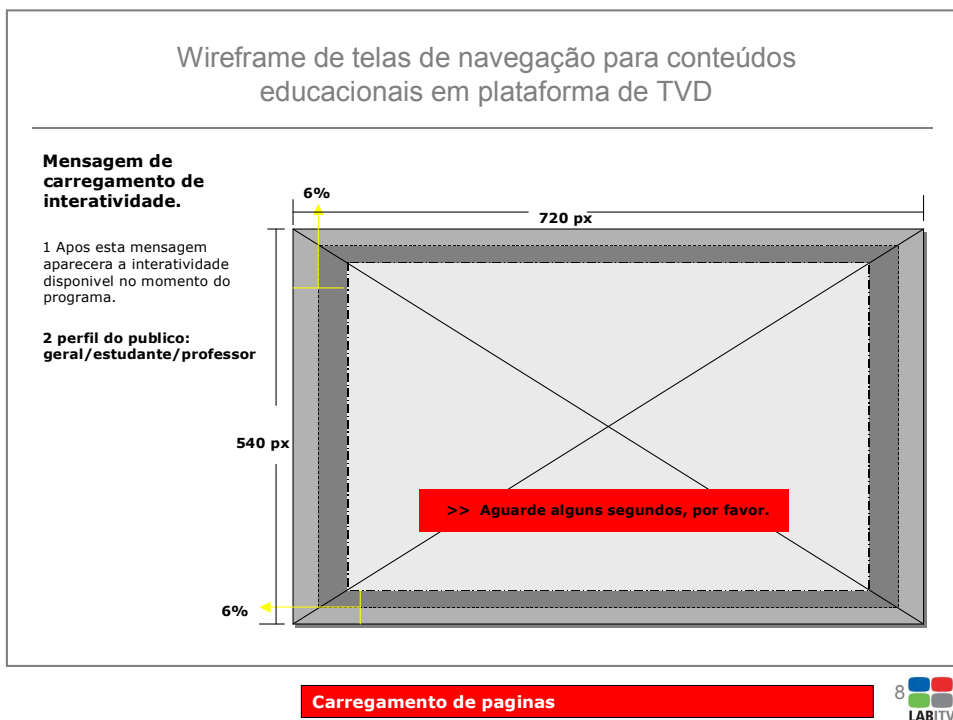 Wireframe de telas de navegação para conteúdos
educacionais em plataforma de TVD
Mensagem de
carregamento de
interatividade.
1 Apos esta mensagem
aparecera a interatividade
disponivel no momento do
programa.
2 perfil do publico:
geral/estudante/professor
6%
720 px
540 px
>> Aguarde alguns segundos, por favor.
6%
Carregamento de paginas
8
LABITV